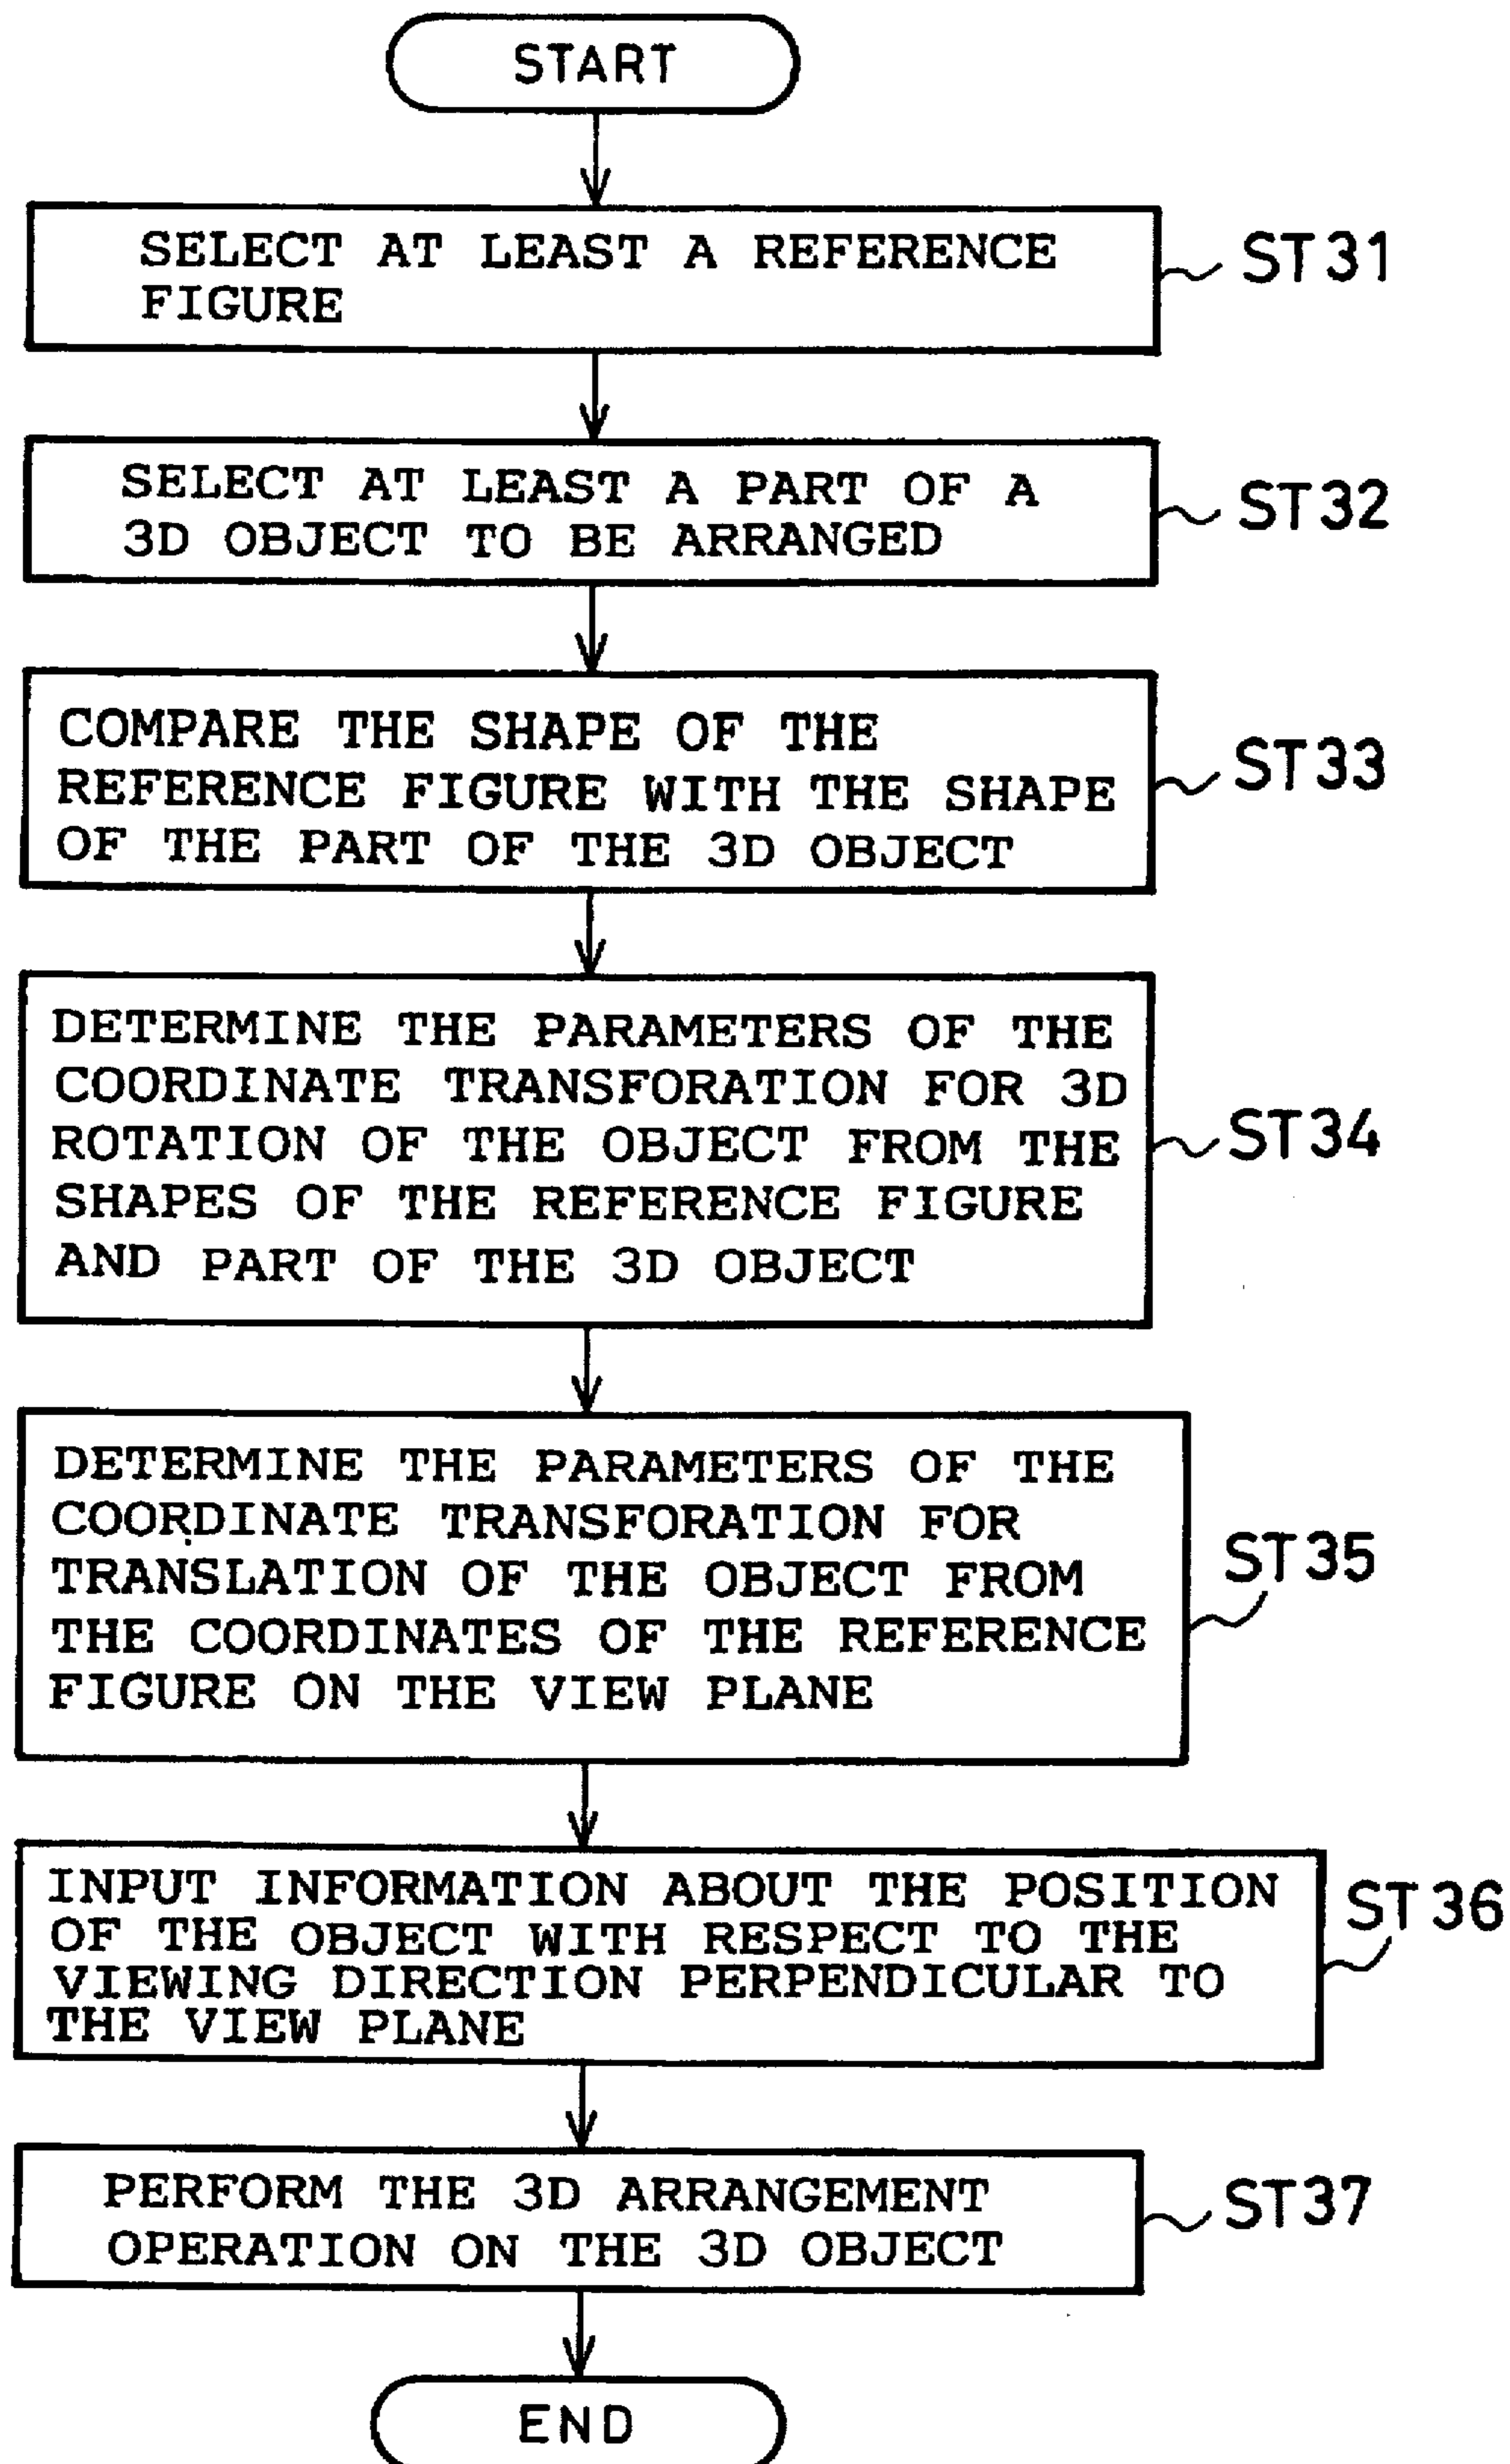 START
SELECT AT LEAST A REFERENCE
FIGURE
ST31
SELECT AT LEAST A PART OF A
3D OBJECT TO BE ARRANGED
ST32
COMPARE THE SHAPE OF THE
REFERENCE FIGURE WITH THE SHAPE
OF THE PART OF THE 3D OBJECT
ST33
DETERMINE THE PARAMETERS OF THE
COORDINATE TRANSFORATION FOR 3D
ROTATION OF THE OBJECT FROM THE
SHAPES OF THE REFERENCE FIGURE
AND PART OF THE 3D OBJECT
ST34
DETERMINE THE PARAMETERS OF THE
COORDINATE TRANSFORATION FOR
TRANSLATION OF THE OBJECT FROM
THE COORDINATES OF THE REFERENCE
FIGURE ON THE VIEW PLANE
ST35
INPUT INFORMATION ABOUT THE POSITION
OF THE OBJECT WITH RESPECT TO THE
VIEWING DIRECTION PERPENDICULAR TO
THE VIEW PLANE
ST36
PERFORM THE 3D ARRANGEMENT
OPERATION ON THE 3D OBJECT
ST37
END